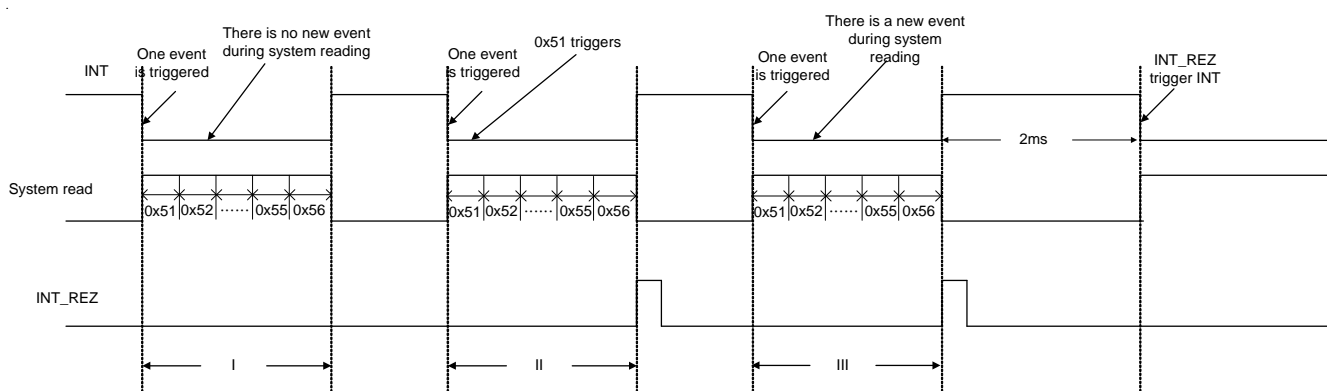 One event
is triggered
There is no new event
during system reading
One event
is triggered
0x51 triggers
One event
is triggered
There is a new event
during system
reading
INT_REZ
trigger INT
INT
2ms
System read
0x51 0x52 ······ 0x55 0x56
0x51 0x52 ······ 0x55 0x56
0x51 0x52 ······ 0x55 0x56
INT_REZ
I
II
III